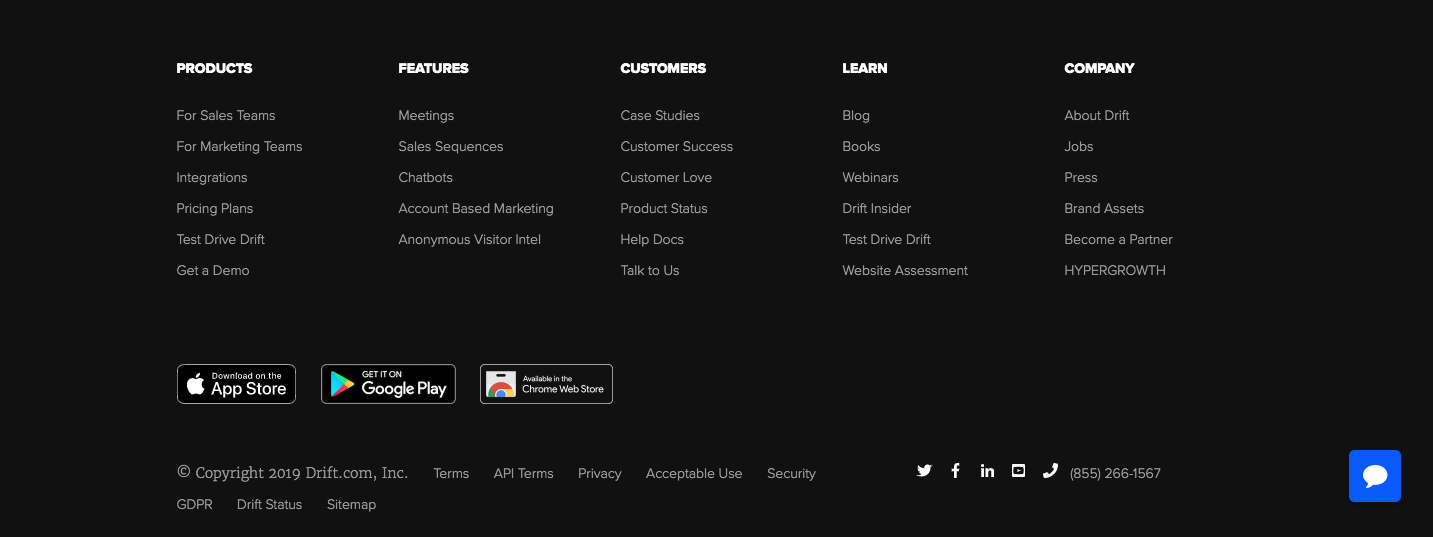 PRODUCTS
For Sales Teams
For Marketing Teams
Integrations
Pricing Plans
Test Drive Drift
Get a Demo
FEATURES
Meetings
Sales Sequences
Chatbots
Account Based Marketing
Anonymous Visitor Intel
CUSTOMERS
Case Studies
Customer Success
Customer Love
Product Status
Help Docs
Talk to Us
LEARN
Blog
Books
Webinars
Drift Insider
Test Drive Drift
Website Assessment
COMPANY
About Drift
Jobs
Press
Brand Assets
Become a Partner
HYPERGROWTH
Download on the
App Store
GET IT ON
Google Play
Available in the
Chrome Web Store
© Copyright 2019 Drift.com, Inc. Terms API Terms Privacy Acceptable Use Security
GDPR Drift Status Sitemap
(855) 266-1567